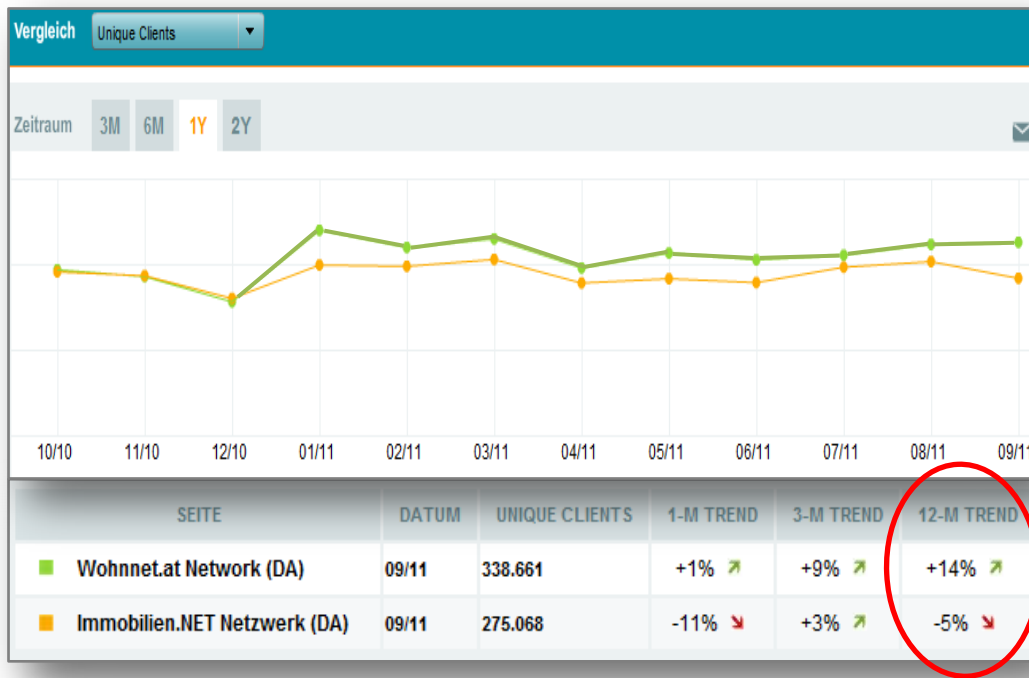 Vergleich Unique Clients
Zeitraum 3M 6M 1Y 2Y
10/10 11/10 12/10 01/11 02/11 03/11 04/11 05/11 06/11 07/11 08/11 09/11
SEITE DATUM UNIQUE CLIENTS 1-M TREND 3-M TREND 12-M TREND
Wohnnet.at Network (DA) 09/11 338.661 +1% +9% +14%
Immobilien.NET Netzwerk (DA) 09/11 275.068 -11% +3% -5%